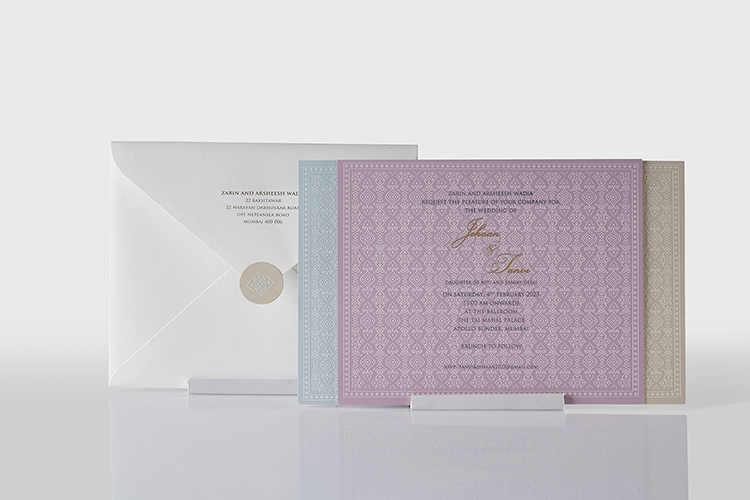 ZARIN AND ARSHEESH WADIA
22 BAKHTAWAR
22 NARAYAN DABHOLKAR ROAD
OFF NEPEANSEA ROAD
MUMBAI 400 006
ZARIN AND ARSHEESH WADIA
REQUEST THE PLEASURE OF YOUR COMPANY FOR
THE WEDDING OF
Jehaan
&
Tanvi
DAUGHTER OF NITI AND SANJAY DESAI
ON SATURDAY, 4TH FEBRUARY 2023
11:00 AM ONWARDS
AT THE BALLROOM,
THE TAJ MAHAL PALACE
APOLLO BUNDER, MUMBAI
BRUNCH TO FOLLOW